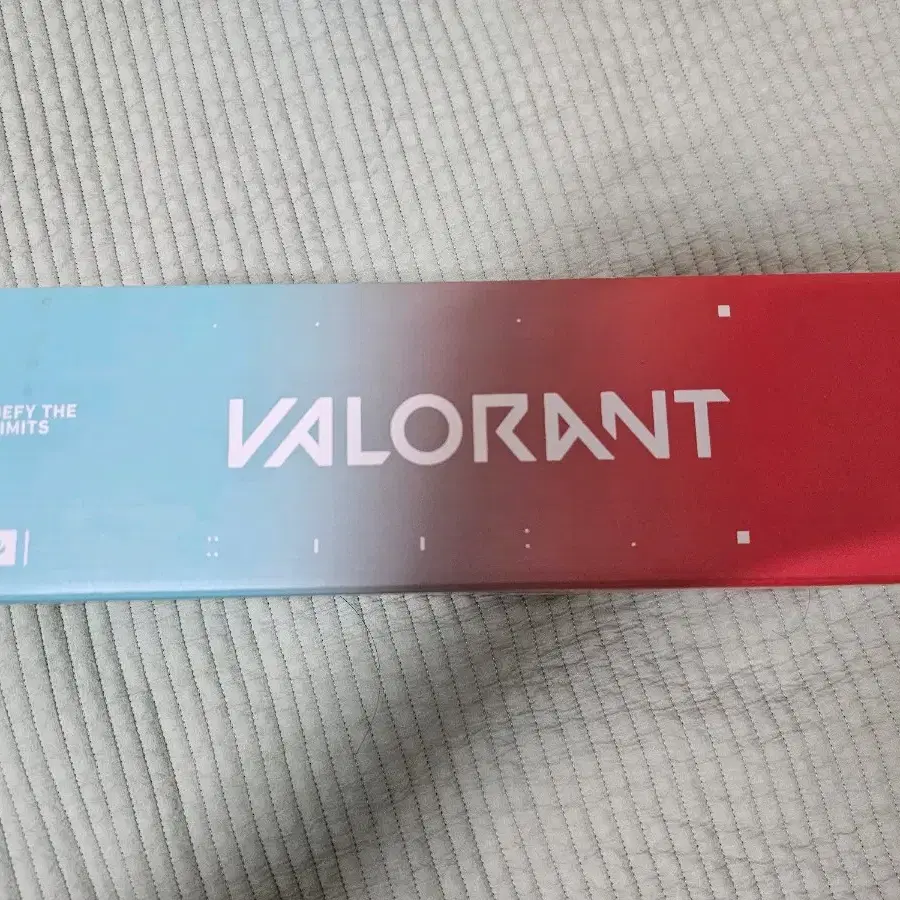 EFY THE
IMITS
VALORANT